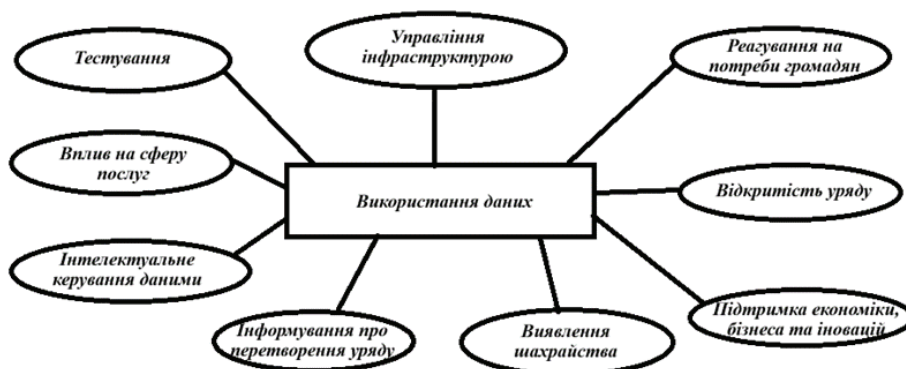 Тестування
Управління
інфраструктурою
Реагування на
потреби громадян
Вплив на сферу
послуг
Використання даних
Відкритість уряду
Інтелектуальне
керування даними
Інформування про
перетворення уряду
Виявлення
шахрайства
Підтримка економіки,
бізнеса та іновацій